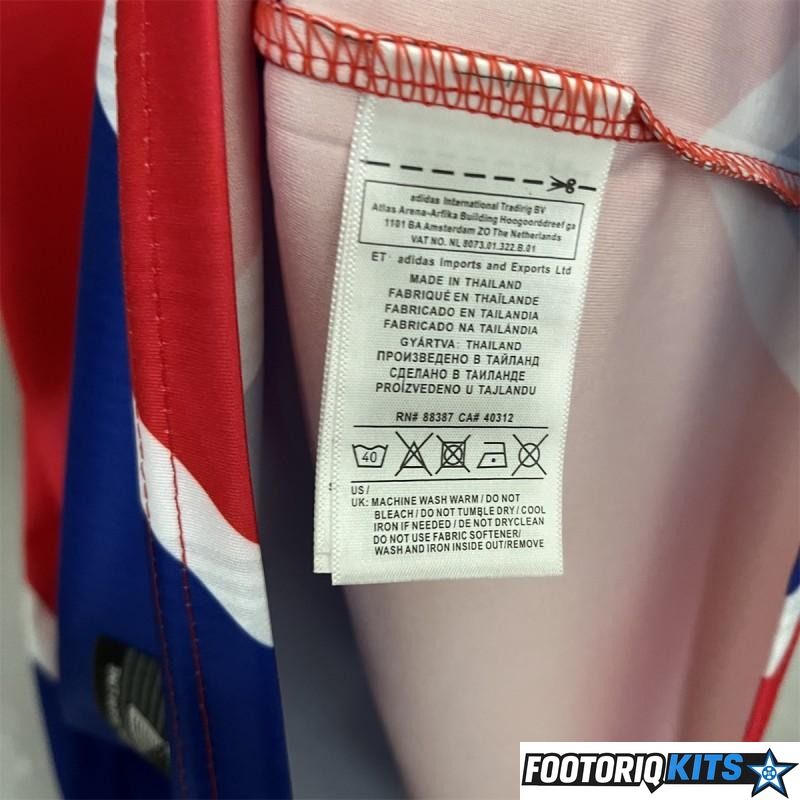 adidas International Tradirig BV
Atlas Arena-Arfika Building Hoogoorddreef ga
1101 BA Amsterdam ZO The Netherlands
VAT NO. NL 8073.01.322.B.01
ET· adidas Imports and Exports Ltd
MADE IN THAILAND
FABRIQUÉ EN THAÏLANDE
FABRICADO EN TAILANDIA
FABRICADO NA TAILÂNDIA
GYÁRTVA: THAILAND
ПРОИЗВЕДЕНО В ТАЙЛАНД
СДЕЛАНО В ТАИЛАНДЕ
PROIZVEDENO U TAJLANDU
RN# 88387 CA# 40312
40
US /
UK: MACHINE WASH WARM / DO NOT
BLEACH / DO NOT TUMBLE DRY / COOL
IRON IF NEEDED / DE NOT DRYCLEAN
DO NOT USE FABRIC SOFTENER/
WASH AND IRON INSIDE OUT/REMOVE
FOOTORIQKITS